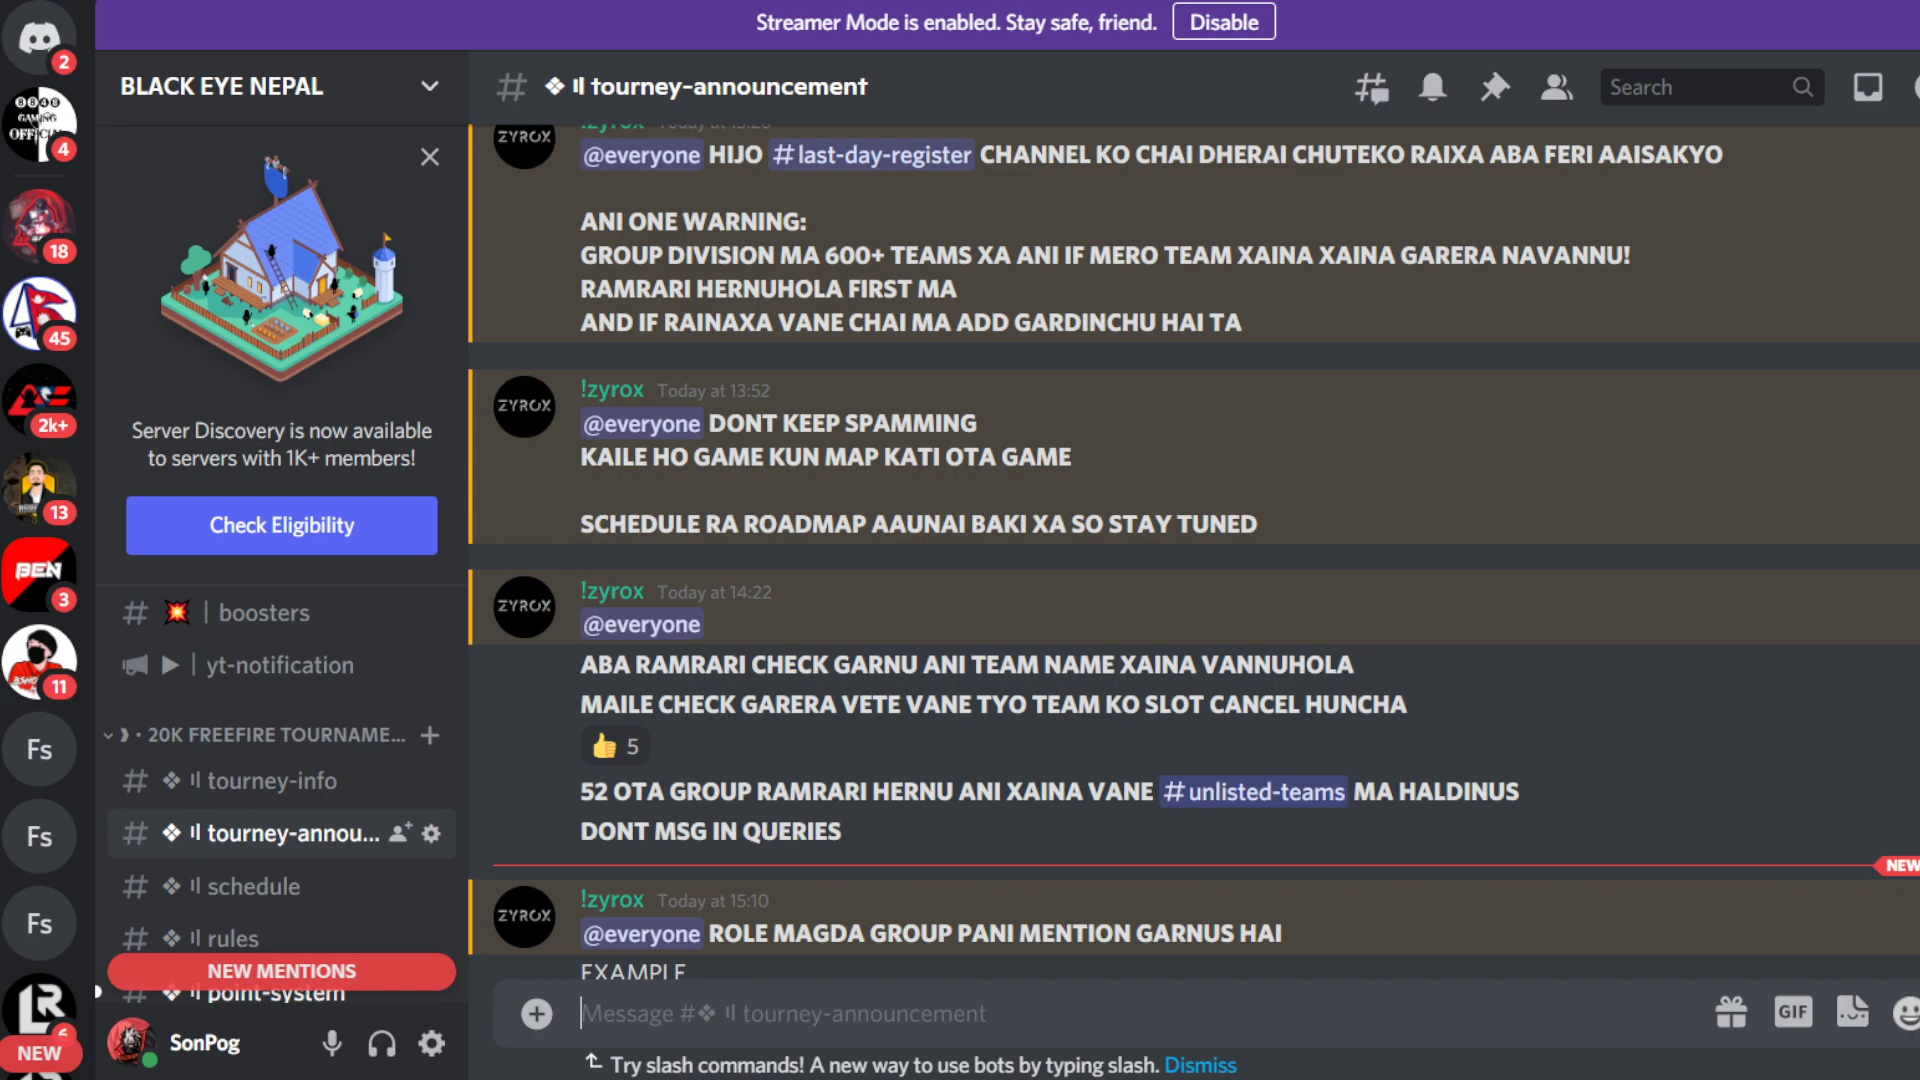 Streamer Mode is enabled. Stay safe, friend. Disable
2
BLACK EYE NEPAL
tourney-announcement
Search
8848
GAMING
4
18
45
2k+
13
BEN
3
11
Fs
Fs
Fs
LR
6
NEW
Server Discovery is now available
to servers with 1K+ members!
Check Eligibility
boosters
yt-notification
20K FREEFIRE TOURNAME...
tourney-info
tourney-annou...
schedule
rules
NEW MENTIONS
point-system
SonPog
ZYROX
!zyrox Today at
@everyone HIJO #last-day-register CHANNEL KO CHAI DHERAI CHUTEKO RAIXA ABA FERI AAISAKYO
ANI ONE WARNING:
GROUP DIVISION MA 600+ TEAMS XA ANI IF MERO TEAM XAINA XAINA GARERA NAVANNU!
RAMRARI HERNUHOLA FIRST MA
AND IF RAINAXA VANE CHAI MA ADD GARDINCHU HAI TA
ZYROX
!zyrox Today at 13:52
@everyone DONT KEEP SPAMMING
KAILE HO GAME KUN MAP KATI OTA GAME
SCHEDULE RA ROADMAP AAUNAI BAKI XA SO STAY TUNED
ZYROX
!zyrox Today at 14:22
@everyone
ABA RAMRARI CHECK GARNU ANI TEAM NAME XAINA VANNUHOLA
MAILE CHECK GARERA VETE VANE TYO TEAM KO SLOT CANCEL HUNCHA
👍 5
52 OTA GROUP RAMRARI HERNU ANI XAINA VANE #unlisted-teams MA HALDINUS
DONT MSG IN QUERIES
NEW
ZYROX
!zyrox Today at 15:10
@everyone ROLE MAGDA GROUP PANI MENTION GARNUS HAI
EXAMPLE
Message #❖ tourney-announcement
GIF
Try slash commands! A new way to use bots by typing slash. Dismiss